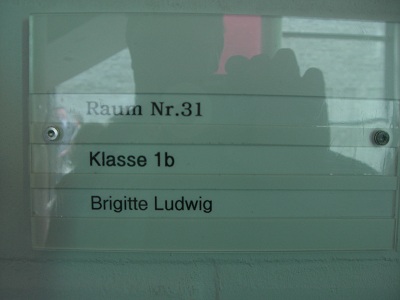 Raum Nr.31
Klasse 1b
Brigitte Ludwig